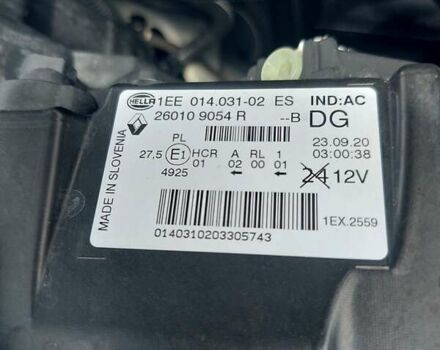 HELLA 1EE 014.031-02 ES IND:AC
26010 9054 R --B DG
PL 23.09.20
27,5 E1 HCR A RL 1 03:00:38
01 02 00 01
4925 ← ← 24 12V
MADE IN SLOVENIA
1EX.2559
0140310203305743